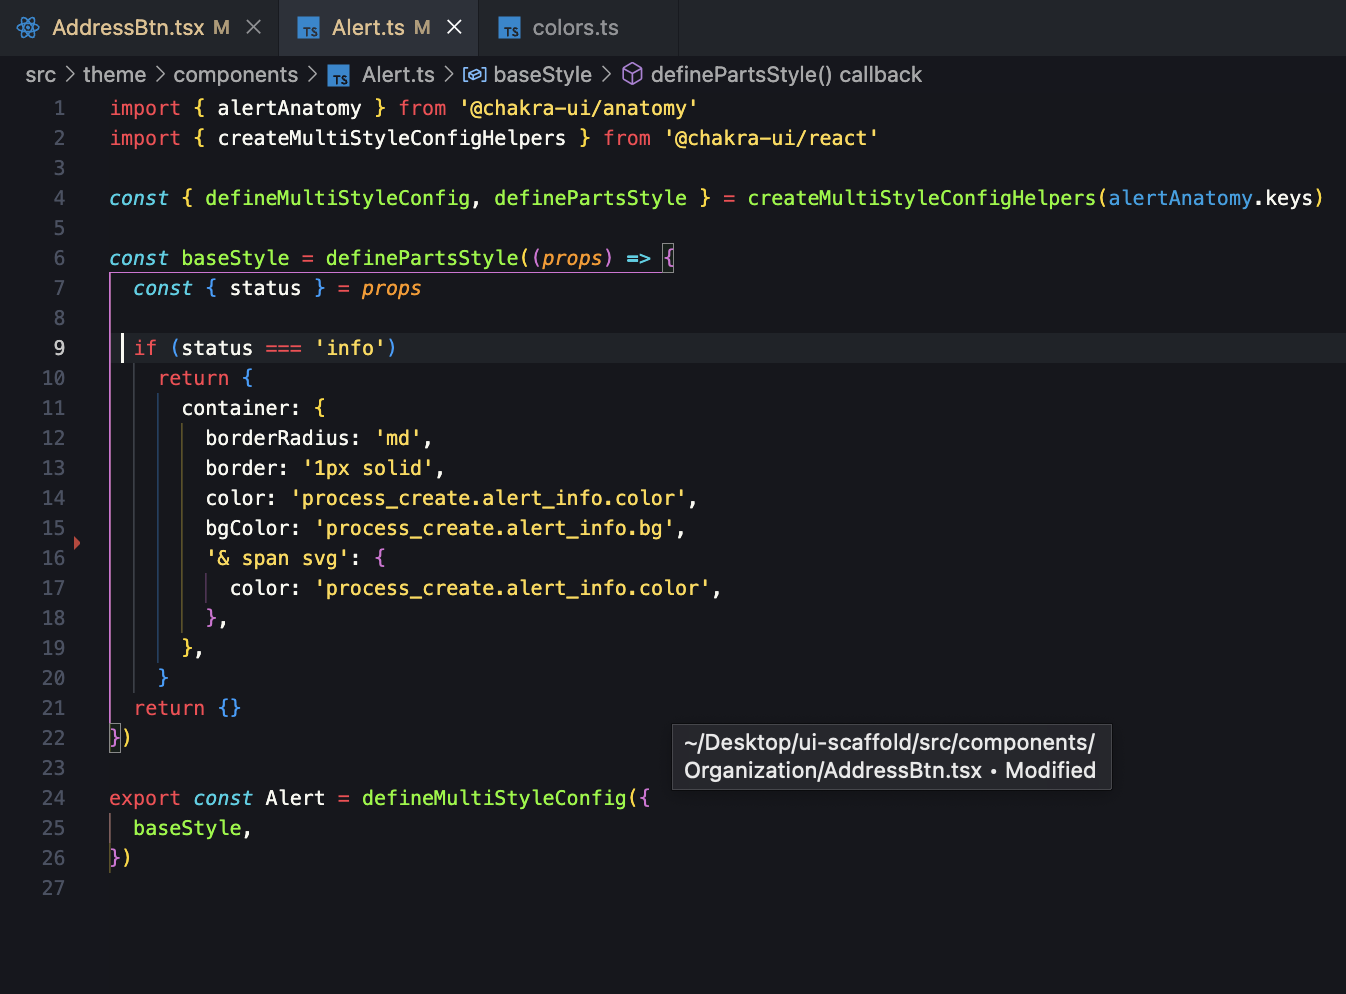 AddressBtn.tsx M
TS Alert.ts M
TS colors.ts
src > theme > components > TS Alert.ts > baseStyle > definePartsStyle() callback
1 import { alertAnatomy } from '@chakra-ui/anatomy'
2 import { createMultiStyleConfigHelpers } from '@chakra-ui/react'
3
4 const { defineMultiStyleConfig, definePartsStyle } = createMultiStyleConfigHelpers(alertAnatomy.keys)
5
6 const baseStyle = definePartsStyle((props) => {
7   const { status } = props
8
9   if (status === 'info')
10     return {
11       container: {
12         borderRadius: 'md',
13         border: '1px solid',
14         color: 'process_create.alert_info.color',
15         bgColor: 'process_create.alert_info.bg',
16         '& span svg': {
17           color: 'process_create.alert_info.color',
18         },
19       },
20     }
21   return {}
22 })
23
24 export const Alert = defineMultiStyleConfig({
25   baseStyle,
26 })
27
~/Desktop/ui-scaffold/src/components/
Organization/AddressBtn.tsx • Modified